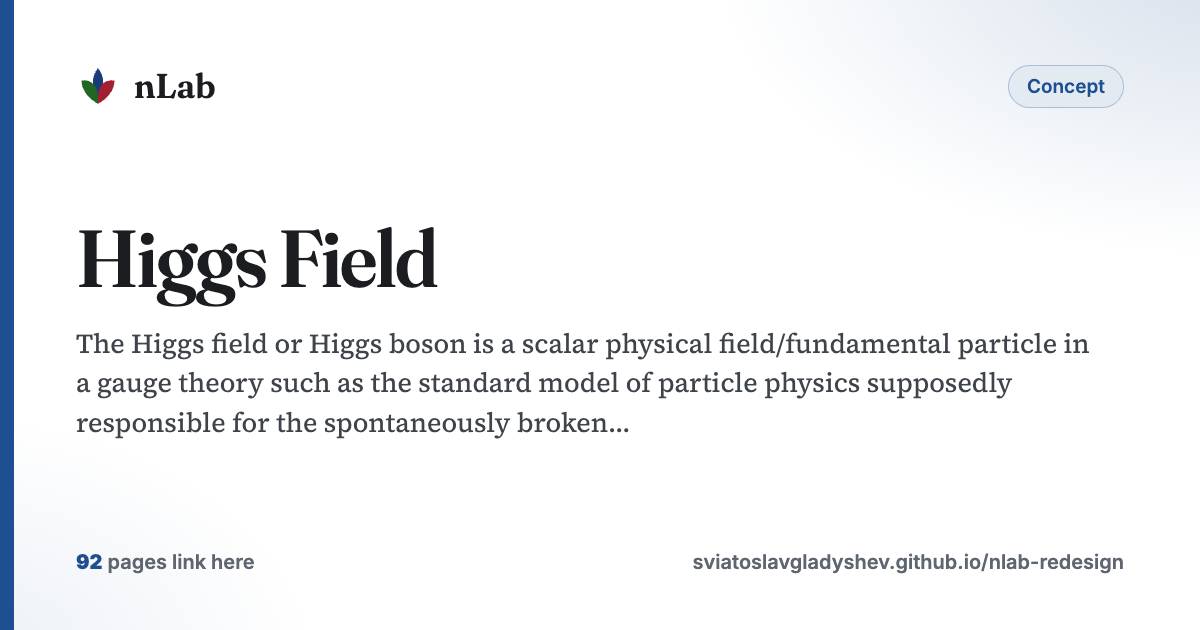 nLab
Concept
Higgs Field
The Higgs field or Higgs boson is a scalar physical field/fundamental particle in
a gauge theory such as the standard model of particle physics supposedly
responsible for the spontaneously broken...
92 pages link here
sviatoslavgladyshev.github.io/nlab-redesign